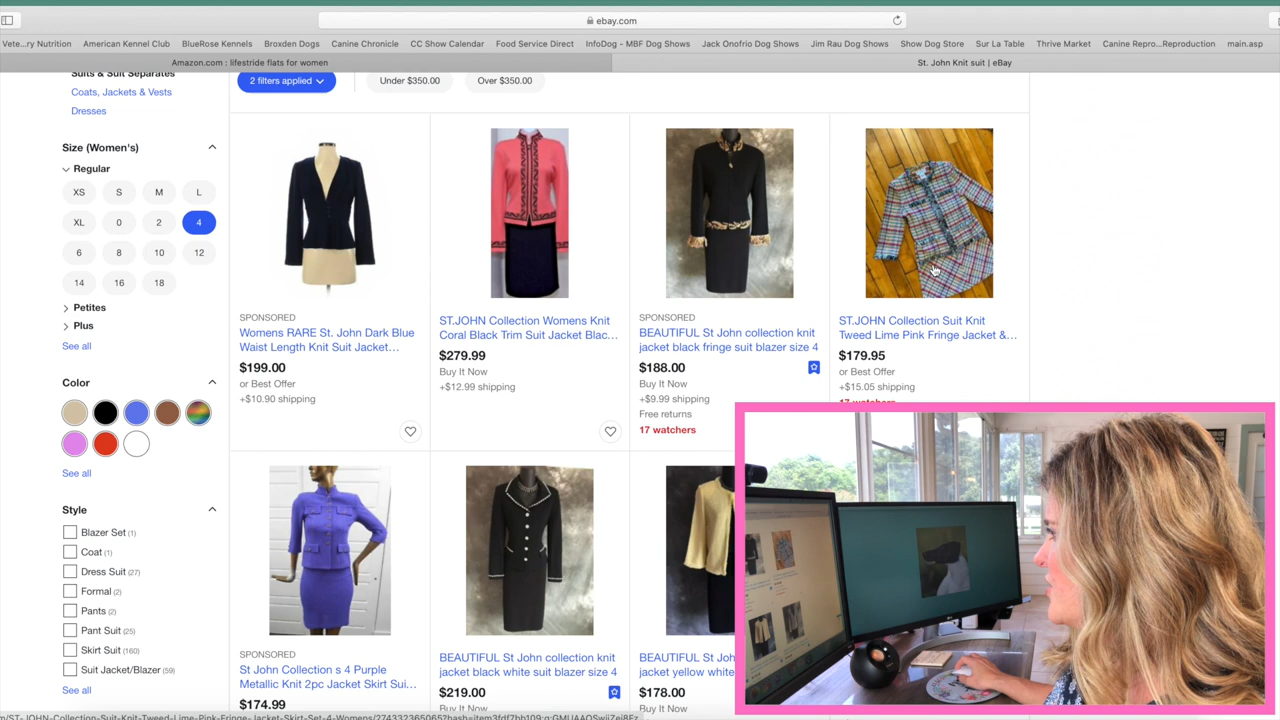 ebay.com
Vete...ry Nutrition American Kennel Club BlueRose Kennels Broxden Dogs Canine Chronicle CC Show Calendar Food Service Direct InfoDog - MBF Dog Shows Jack Onofrio Dog Shows Jim Rau Dog Shows Show Dog Store Sur La Table Thrive Market Canine Repro...Reproduction main.asp
Amazon.com : lifestride flats for women
St. John Knit suit | eBay
Suits & Suit Separates
Coats, Jackets & Vests
Dresses
2 filters applied
Under $350.00
Over $350.00
Size (Women's)
Regular
XS S M L
XL 0 2 4
6 8 10 12
14 16 18
Petites
Plus
See all
Color
See all
Style
Blazer Set (1)
Coat (1)
Dress Suit (27)
Formal (2)
Pants (2)
Pant Suit (25)
Skirt Suit (160)
Suit Jacket/Blazer (59)
See all
SPONSORED
Womens RARE St. John Dark Blue
Waist Length Knit Suit Jacket...
$199.00
or Best Offer
+$10.90 shipping
ST.JOHN Collection Womens Knit
Coral Black Trim Suit Jacket Blac...
$279.99
Buy It Now
+$12.99 shipping
SPONSORED
BEAUTIFUL St John collection knit
jacket black fringe suit blazer size 4
$188.00
Buy It Now
+$9.99 shipping
Free returns
17 watchers
ST.JOHN Collection Suit Knit
Tweed Lime Pink Fringe Jacket &...
$179.95
or Best Offer
+$15.05 shipping
17 watchers
SPONSORED
St John Collection s 4 Purple
Metallic Knit 2pc Jacket Skirt Sui...
$174.99
BEAUTIFUL St John collection knit
jacket black white suit blazer size 4
$219.00
Buy It Now
BEAUTIFUL St Jo
jacket yellow white
$178.00
Buy It Now